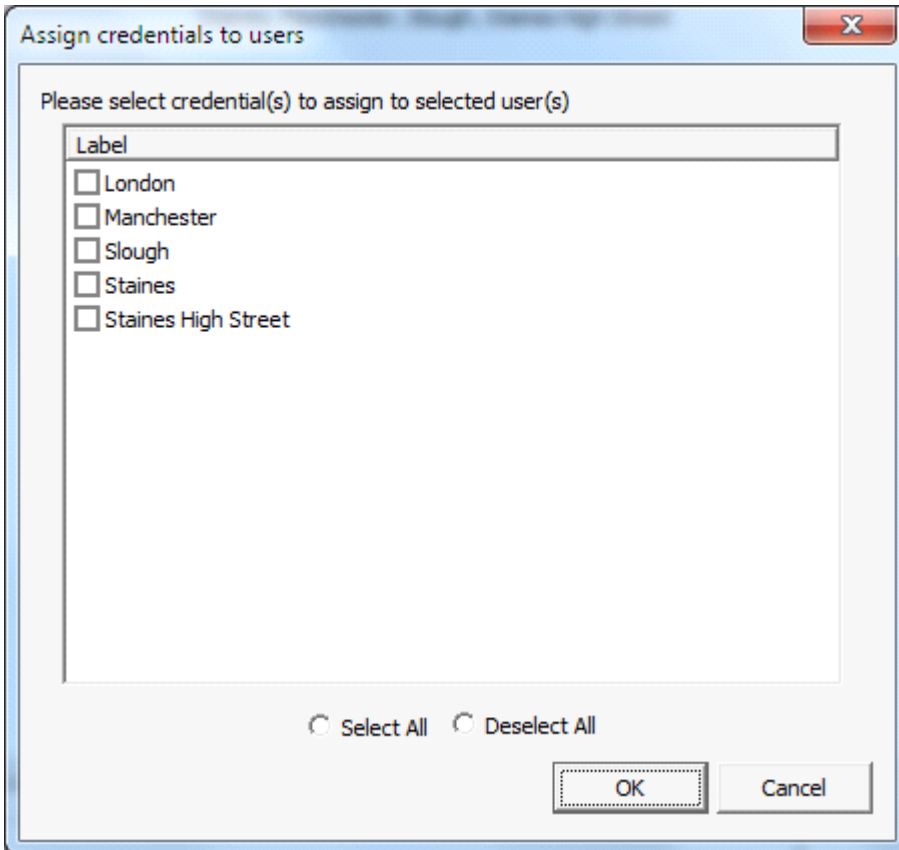 Assign credentials to users
Please select credential(s) to assign to selected user(s)
Label
London
Manchester
Slough
Staines
Staines High Street
Select All Deselect All
OK Cancel